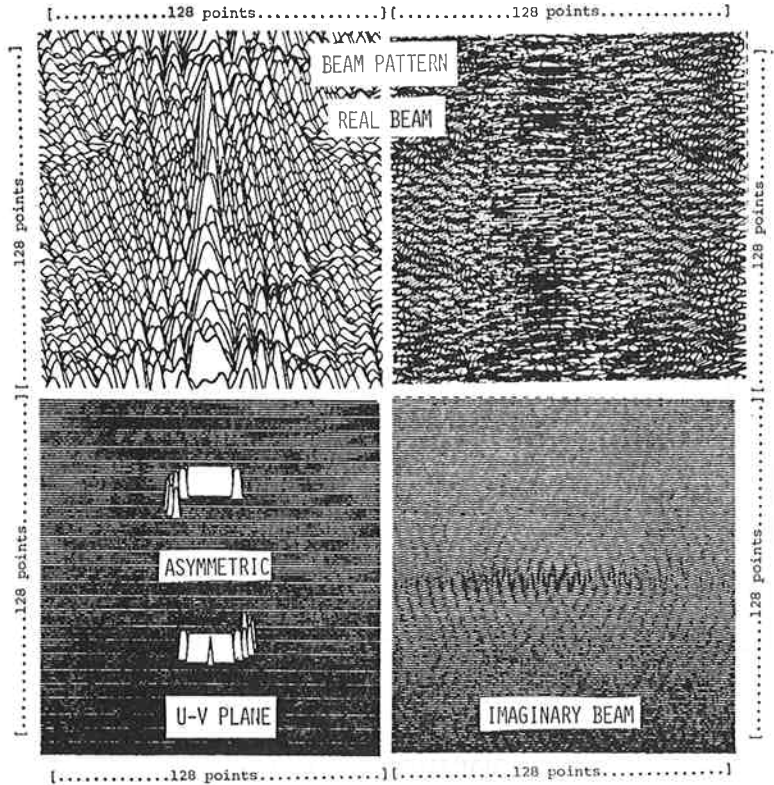 [...........128 points................][...........128 points............]
BEAM PATTERN
REAL BEAM
[................128 points................]
[................128 points................]
ASYMMETRIC
U-V PLANE
IMAGINARY BEAM
[................128 points................]
[................128 points................]
[...........128 points................][...........128 points............]